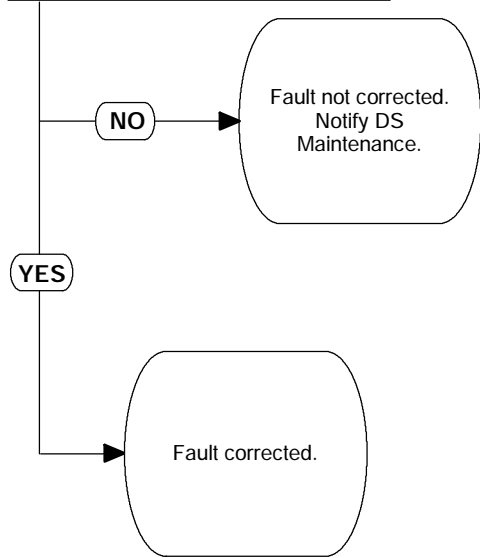 NO
Fault not corrected.
Notify DS
Maintenance.
YES
Fault corrected.